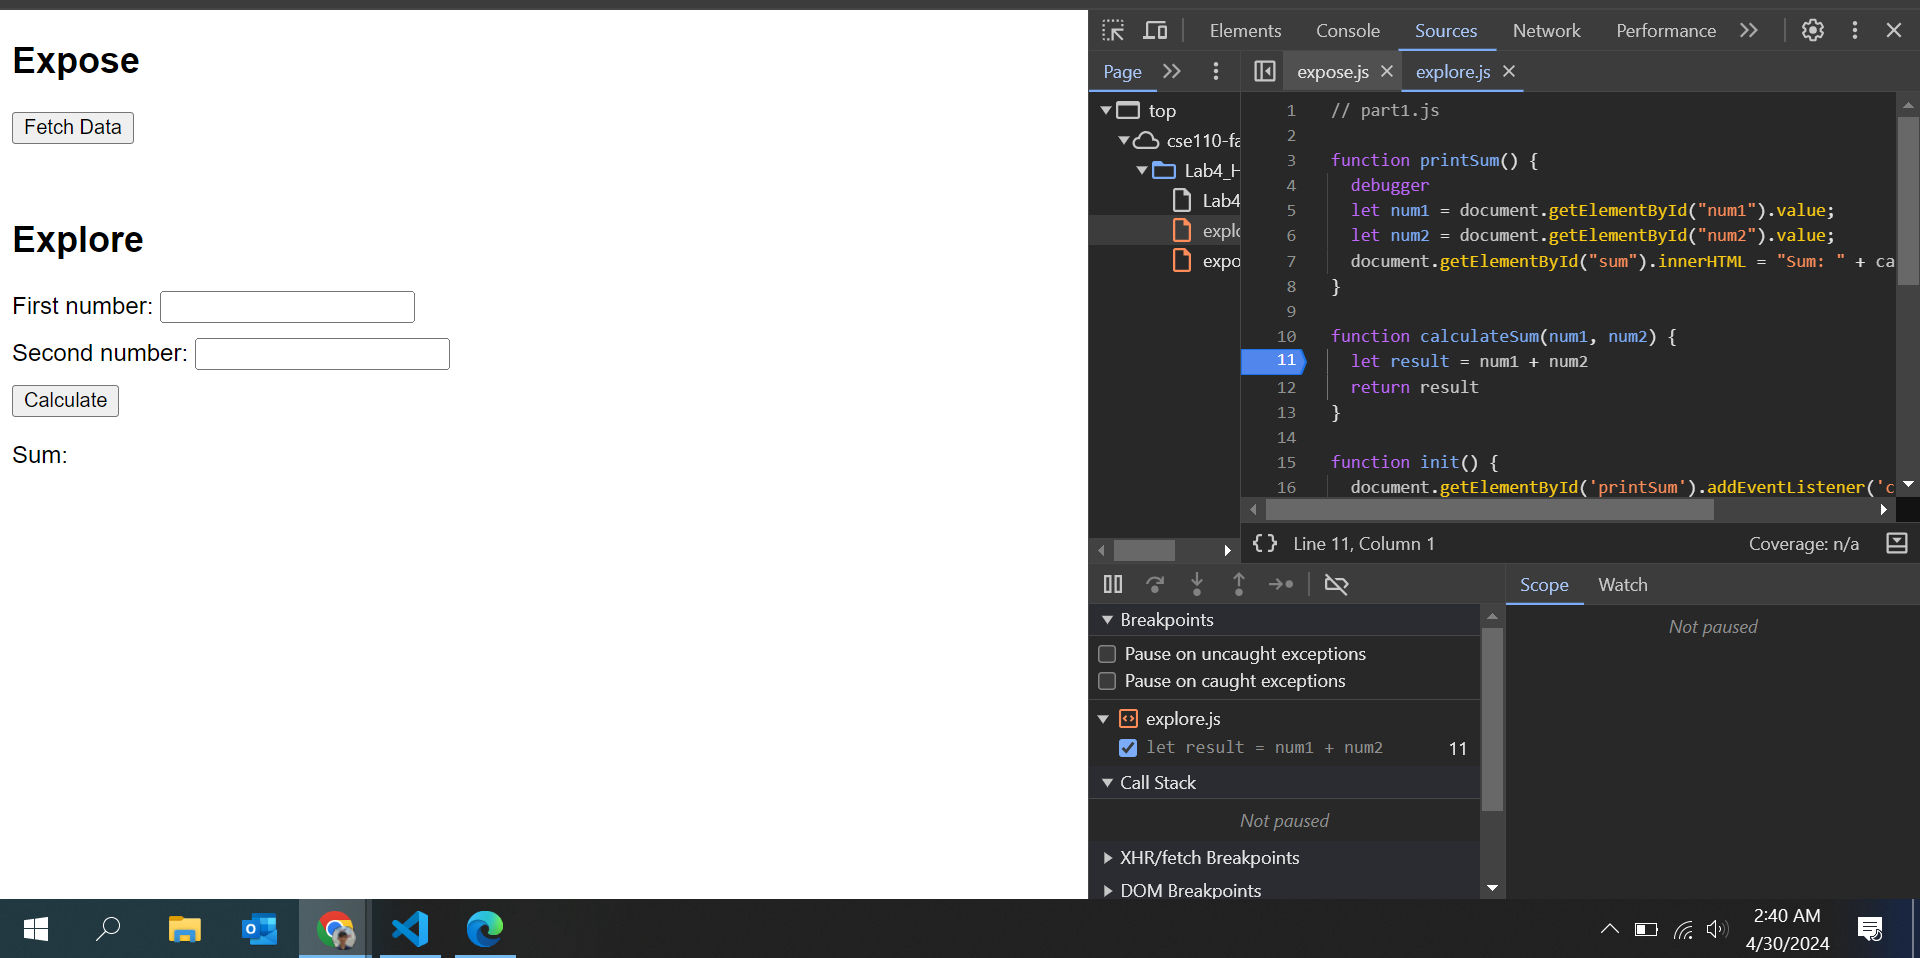 Expose
Fetch Data
Explore
First number:
Second number:
Calculate
Sum:
Elements Console Sources Network Performance
Page
expose.js explore.js
top
cse110-fa
Lab4_H
Lab4
explo
expo
1 // part1.js
2
3 function printSum() {
4 debugger
5 let num1 = document.getElementById("num1").value;
6 let num2 = document.getElementById("num2").value;
7 document.getElementById("sum").innerHTML = "Sum: " + ca
8 }
9
10 function calculateSum(num1, num2) {
11 let result = num1 + num2
12 return result
13 }
14
15 function init() {
16 document.getElementById('printSum').addEventListener('c
{} Line 11, Column 1 Coverage: n/a
Scope Watch
Not paused
Breakpoints
Pause on uncaught exceptions
Pause on caught exceptions
explore.js
let result = num1 + num2 11
Call Stack
Not paused
XHR/fetch Breakpoints
DOM Breakpoints
2:40 AM
4/30/2024